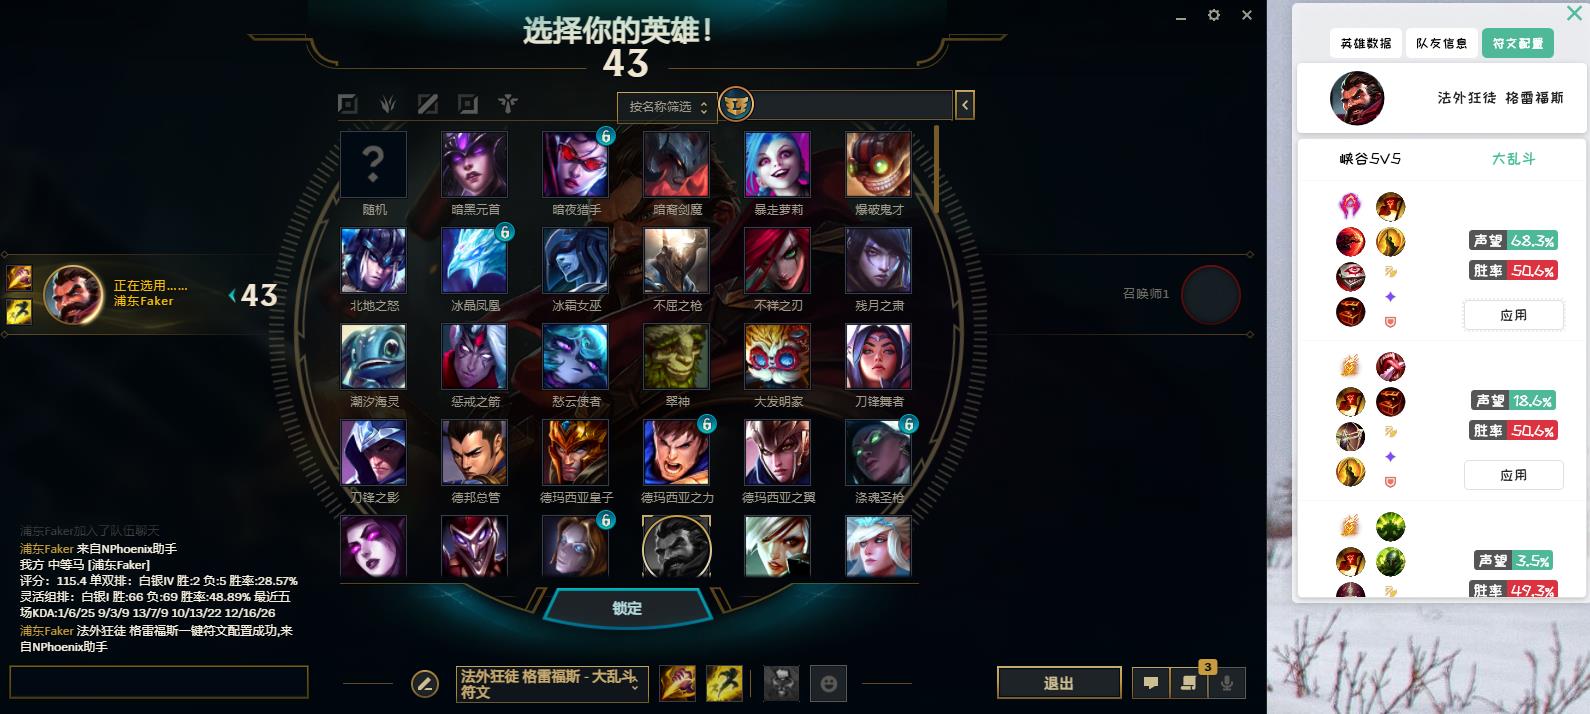 选择你的英雄！
43
按名称筛选
随机
暗黑元首
暗夜猎手
6
暗裔剑魔
暴走萝莉
爆破鬼才
北地之怒
冰晶凤凰
6
冰霜女巫
不屈之枪
不祥之刃
残月之肃
潮汐海灵
惩戒之箭
愁云使者
翠神
大发明家
刀锋舞者
刀锋之影
德邦总管
德玛西亚皇子
德玛西亚之力
6
德玛西亚之翼
涤魂圣枪
6
6
正在选用......
浦东Faker
43
召唤师1
浦东Faker加入了队伍聊天
浦东Faker 来自NPhoenix助手
我方 中等马 [浦东Faker]
评分：115.4 单双排：白银IV 胜:2 负:5 胜率:28.57%
灵活组排：白银I 胜:66 负:69 胜率:48.89% 最近五
场KDA:1/6/25 9/3/9 13/7/9 10/13/22 12/16/26
浦东Faker 法外狂徒 格雷福斯一键符文配置成功,来
自NPhoenix助手
锁定
法外狂徒 格雷福斯 - 大乱斗
符文
退出
3
英雄数据
队友信息
符文配置
法外狂徒 格雷福斯
峡谷5V5
大乱斗
声望 68.3%
胜率 50.6%
应用
声望 18.6%
胜率 50.6%
应用
声望 3.5%
胜率 49.3%